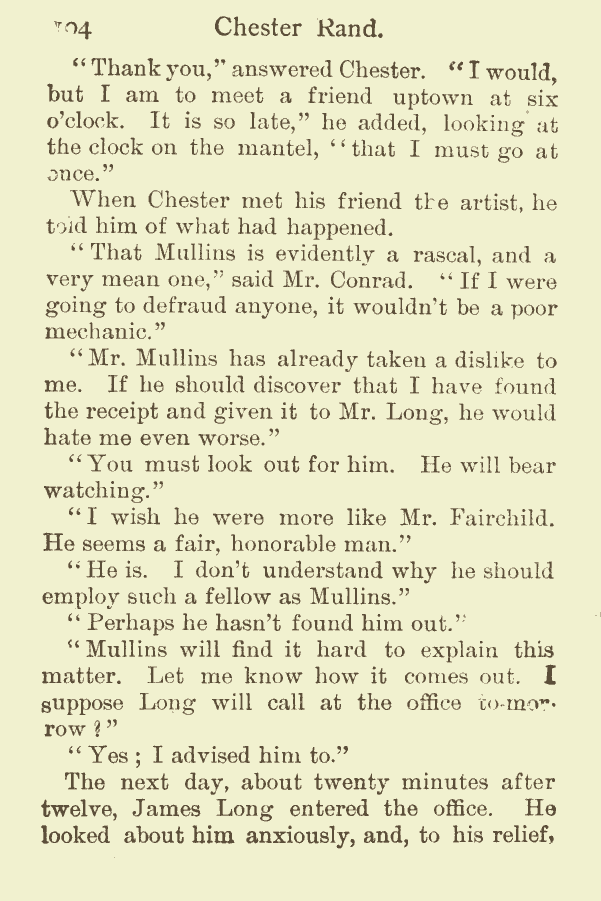 104 Chester Rand.
“Thank you,” answered Chester. “I would,
but I am to meet a friend uptown at six
o’clock. It is so late,” he added, looking at
the clock on the mantel, “that I must go at
once.”
When Chester met his friend the artist, he
told him of what had happened.
“That Mullins is evidently a rascal, and a
very mean one,” said Mr. Conrad. “If I were
going to defraud anyone, it wouldn’t be a poor
mechanic.”
“Mr. Mullins has already taken a dislike to
me. If he should discover that I have found
the receipt and given it to Mr. Long, he would
hate me even worse.”
“You must look out for him. He will bear
watching.”
“I wish he were more like Mr. Fairchild.
He seems a fair, honorable man.”
“He is. I don’t understand why he should
employ such a fellow as Mullins.”
“Perhaps he hasn’t found him out.”
“Mullins will find it hard to explain this
matter. Let me know how it comes out. I
suppose Long will call at the office to-mor-
row?”
“Yes; I advised him to.”
The next day, about twenty minutes after
twelve, James Long entered the office. He
looked about him anxiously, and, to his relief,